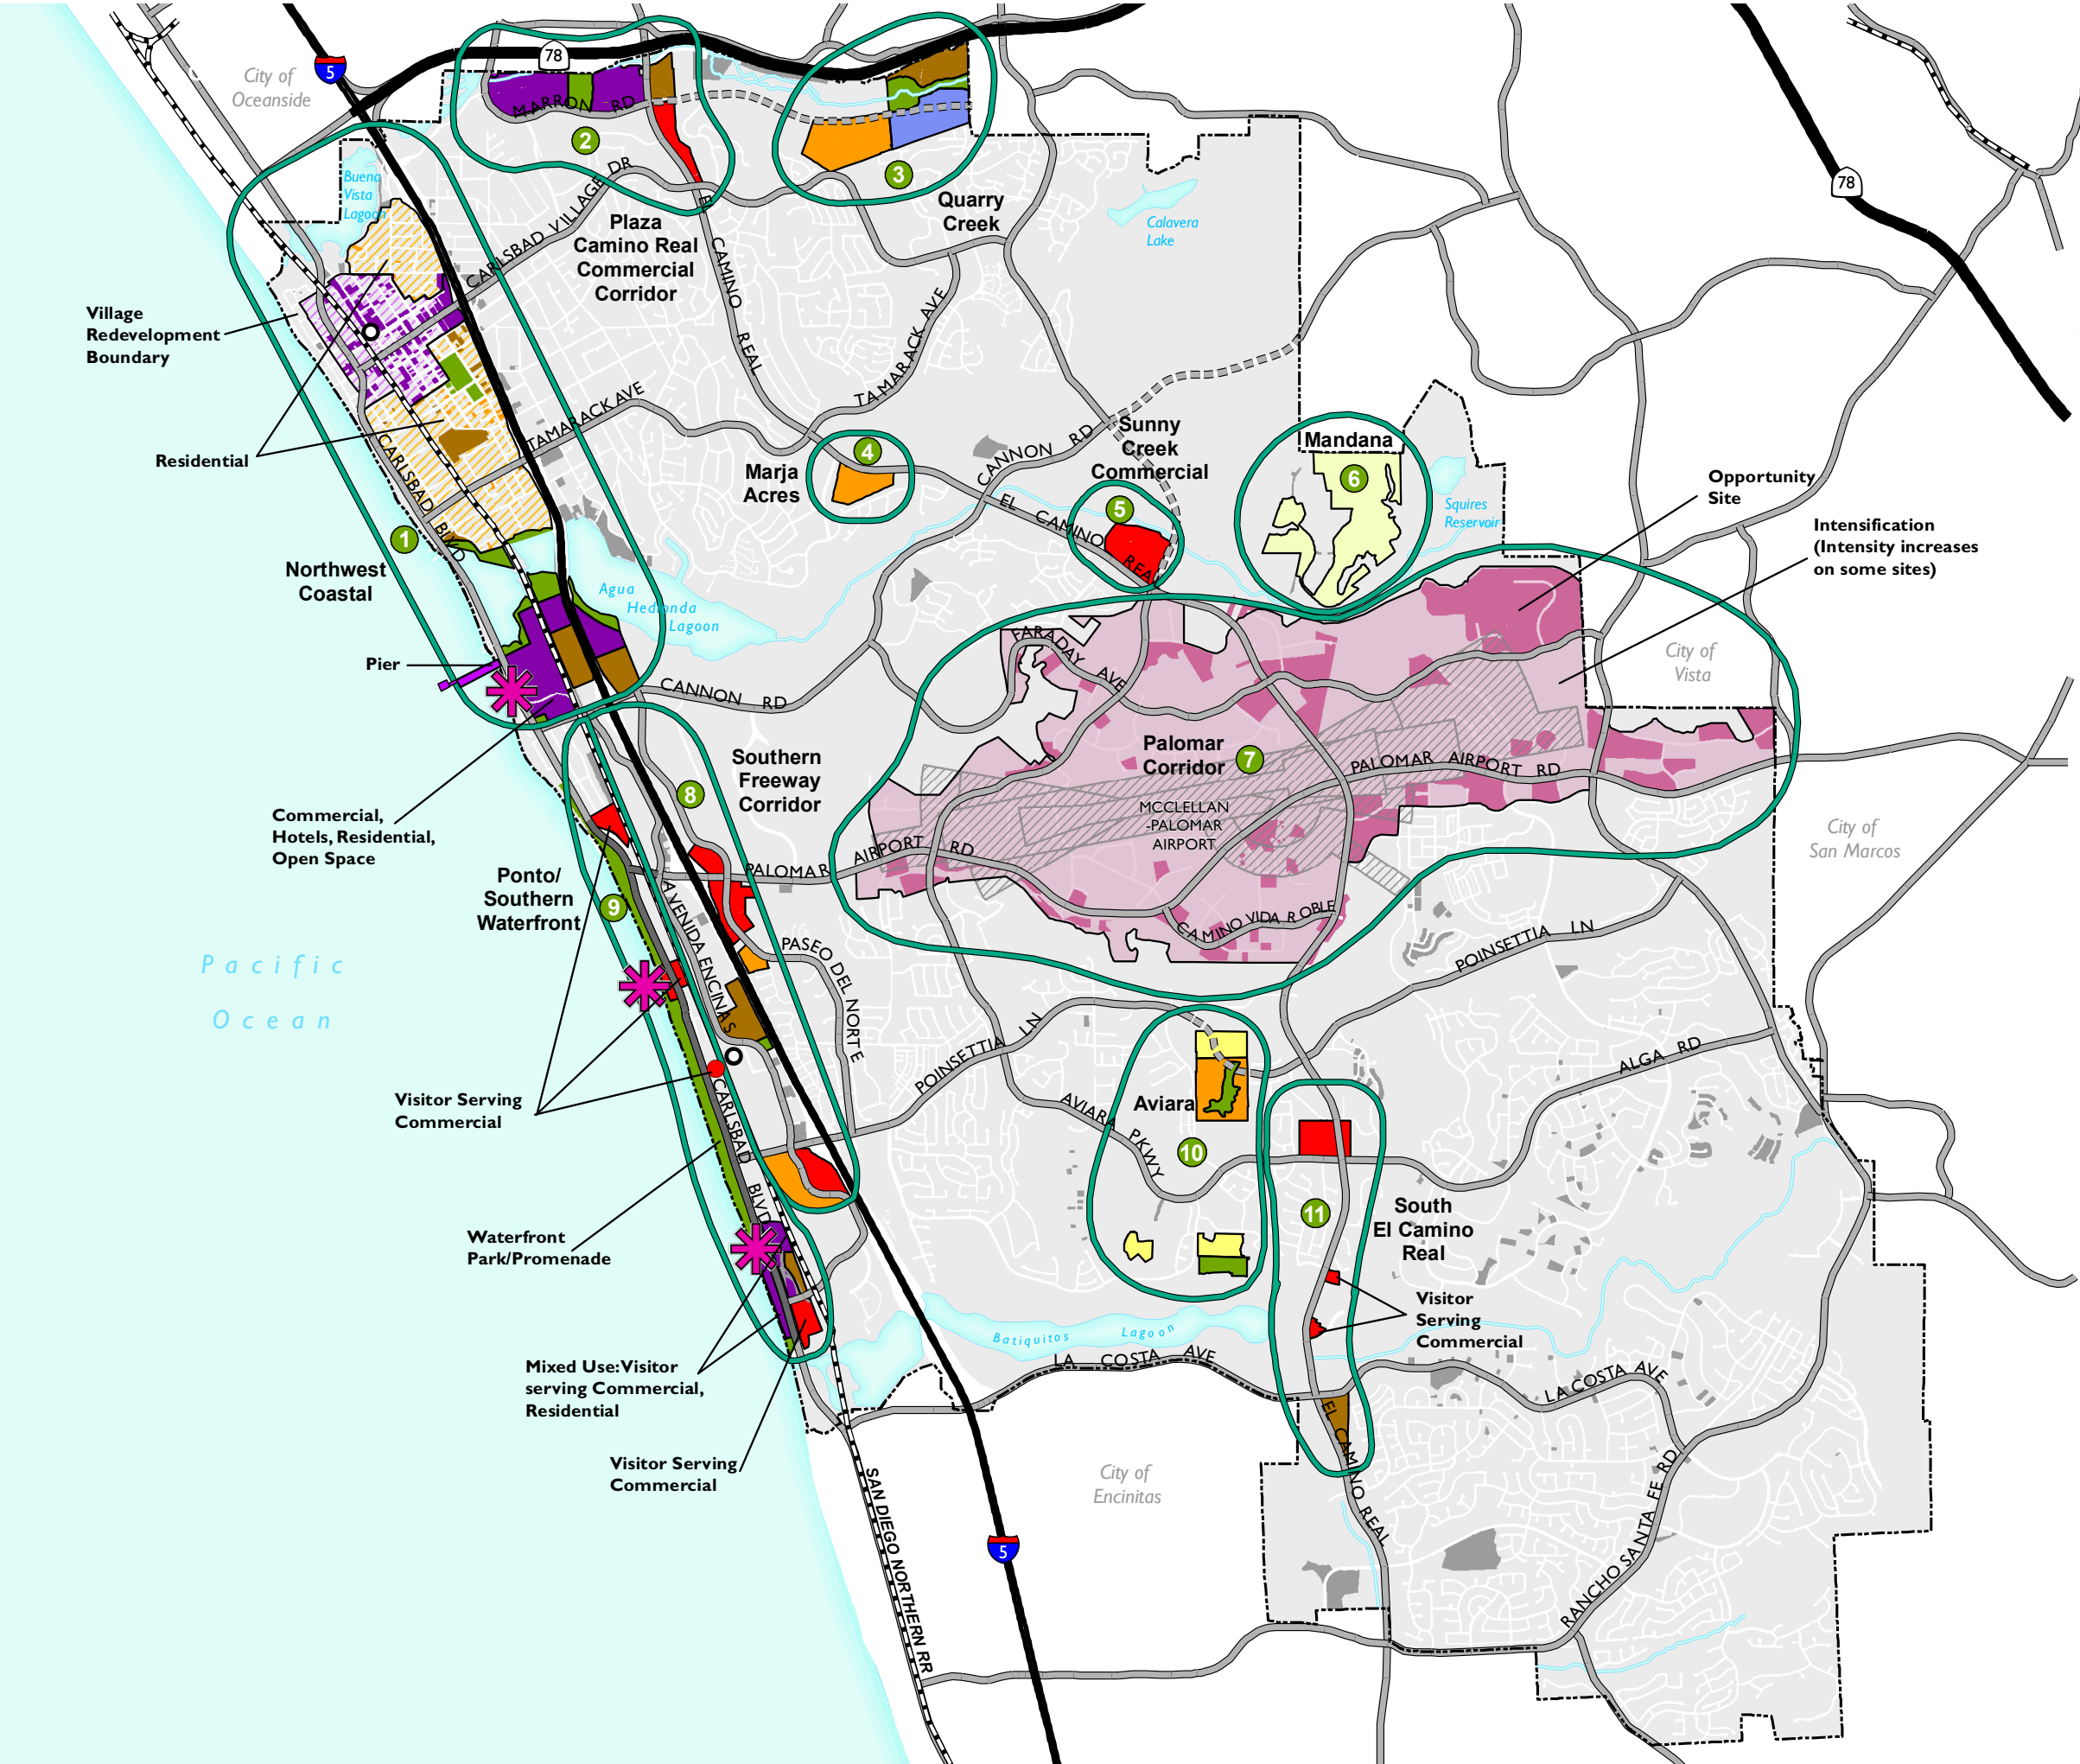 City of
Oceanside
5
78
78
MARRON RD
2
3
Quarry
Creek
Buena
Vista
Lagoon
CARLSBAD VILLAGE DR
Plaza
Camino Real
Commercial
Corridor
EL CAMINO REAL
Calavera
Lake
Village
Redevelopment
Boundary
Residential
TAMARACK AVE
TAMARACK AVE
CARLSBAD BLVD
4
Marja
Acres
CANNON RD
Sunny
Creek
Commercial
5
EL CAMINO REAL
Mandana
6
Squires
Reservoir
Opportunity
Site
Intensification
(Intensity increases
on some sites)
1
Northwest
Coastal
Agua
Hedionda
Lagoon
Pier
CANNON RD
FARADAY AVE
City of
Vista
Palomar
Corridor
7
PALOMAR AIRPORT RD
MCCLELLAN
-PALOMAR
AIRPORT
Southern
Freeway
Corridor
8
Commercial,
Hotels, Residential,
Open Space
City of
San Marcos
PALOMAR AIRPORT RD
Ponto/
Southern
Waterfront
9
AVENIDA ENCINAS
PASEO DEL NORTE
CAMINO VIDA ROBLE
POINSETTIA LN
Pacific
Ocean
POINSETTIA LN
ALGA RD
Visitor Serving
Commercial
CARLSBAD BLVD
AVIARA PKWY
Aviara
10
11
South
El Camino
Real
Waterfront
Park/Promenade
Visitor
Serving
Commercial
Batiquitos Lagoon
LA COSTA AVE
LA COSTA AVE
Mixed Use:Visitor
serving Commercial,
Residential
Visitor Serving
Commercial
EL CAMINO REAL
City of
Encinitas
SAN DIEGO NORTHERN RR
5
RANCHO SANTA FE RD